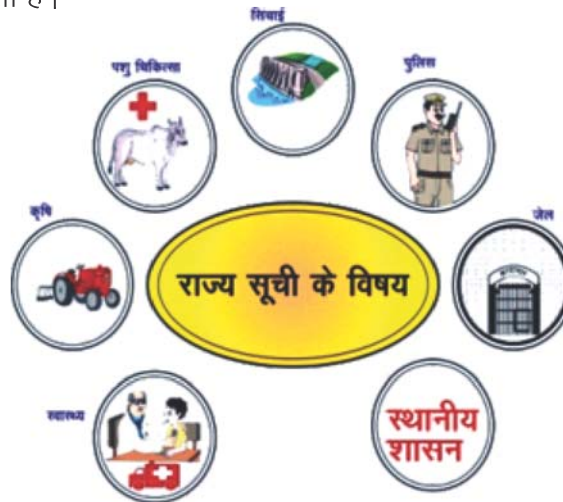 है।
सिंचाई
पशु चिकित्सा
पुलिस
कृषि
जेल
राज्य सूची के विषय
स्वास्थ्य
स्थानीय
शासन